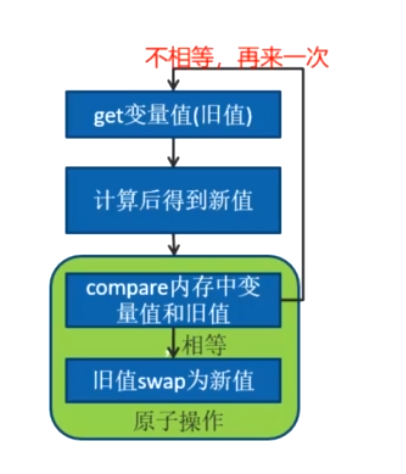 不相等，再来一次
get变量值(旧值)
计算后得到新值
compare内存中变
量值和旧值
相等
旧值swap为新值
原子操作